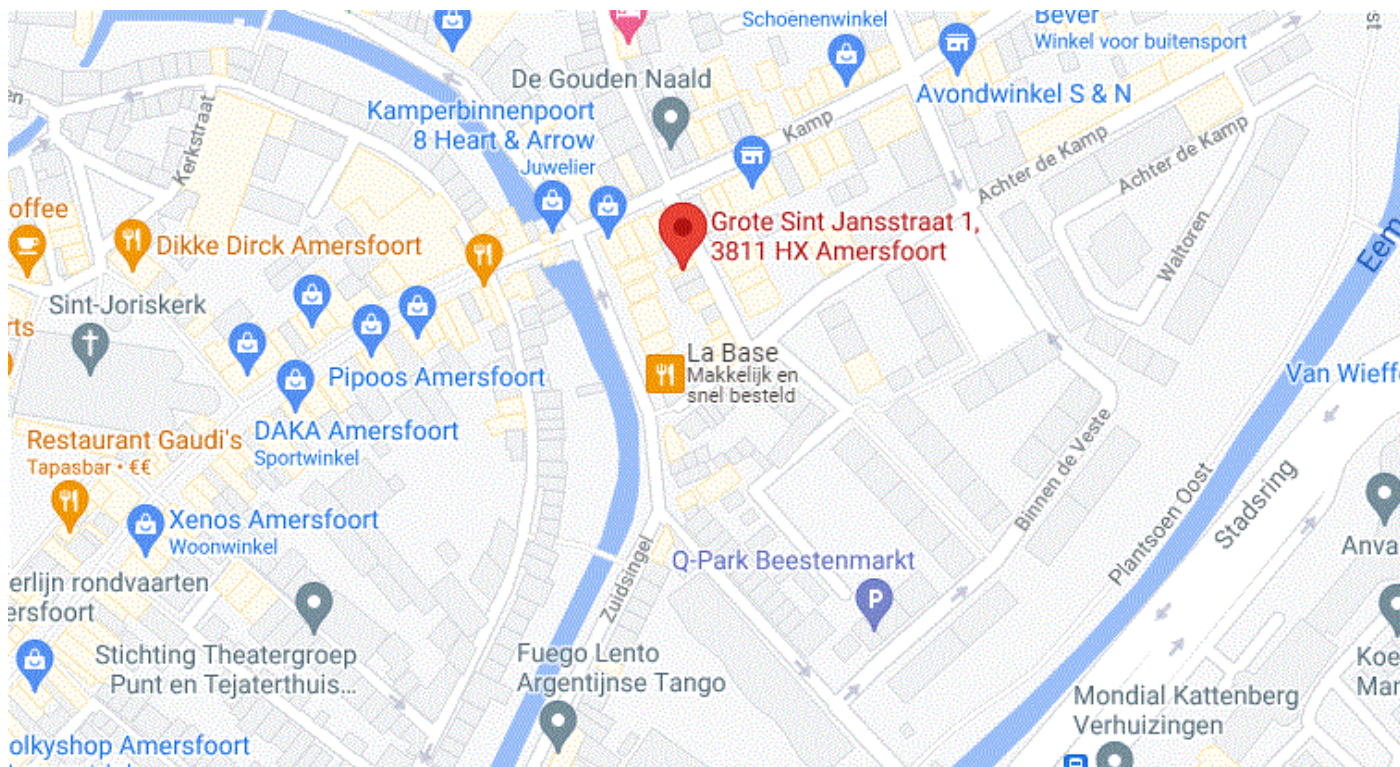 Schoenenwinkel
Bever
Winkel voor buitensport
De Gouden Naald
Avondwinkel S & N
Kamperbinnenpoort
8 Heart & Arrow
Juwelier
Kamp
Kerkstraat
Achter de Kamp
Achter de Kamp
offee
Dikke Dirck Amersfoort
Grote Sint Jansstraat 1,
3811 HX Amersfoort
Waltoren
Eem
Sint-Joriskerk
rts
La Base
Makkelijk en
snel besteld
Pipoos Amersfoort
Van Wieff
Restaurant Gaudi's
Tapasbar • €€
DAKA Amersfoort
Sportwinkel
Binnen de Veste
Plantsoen Oost
Stadsring
Xenos Amersfoort
Woonwinkel
Q-Park Beestenmarkt
P
Anva
Zuidsingel
erlijn rondvaarten
ersfoort
Stichting Theatergroep
Punt en Tejaterthuis...
Fuego Lento
Argentijnse Tango
Koe
Mar
Mondial Kattenberg
Verhuizingen
olkyshop Amersfoort